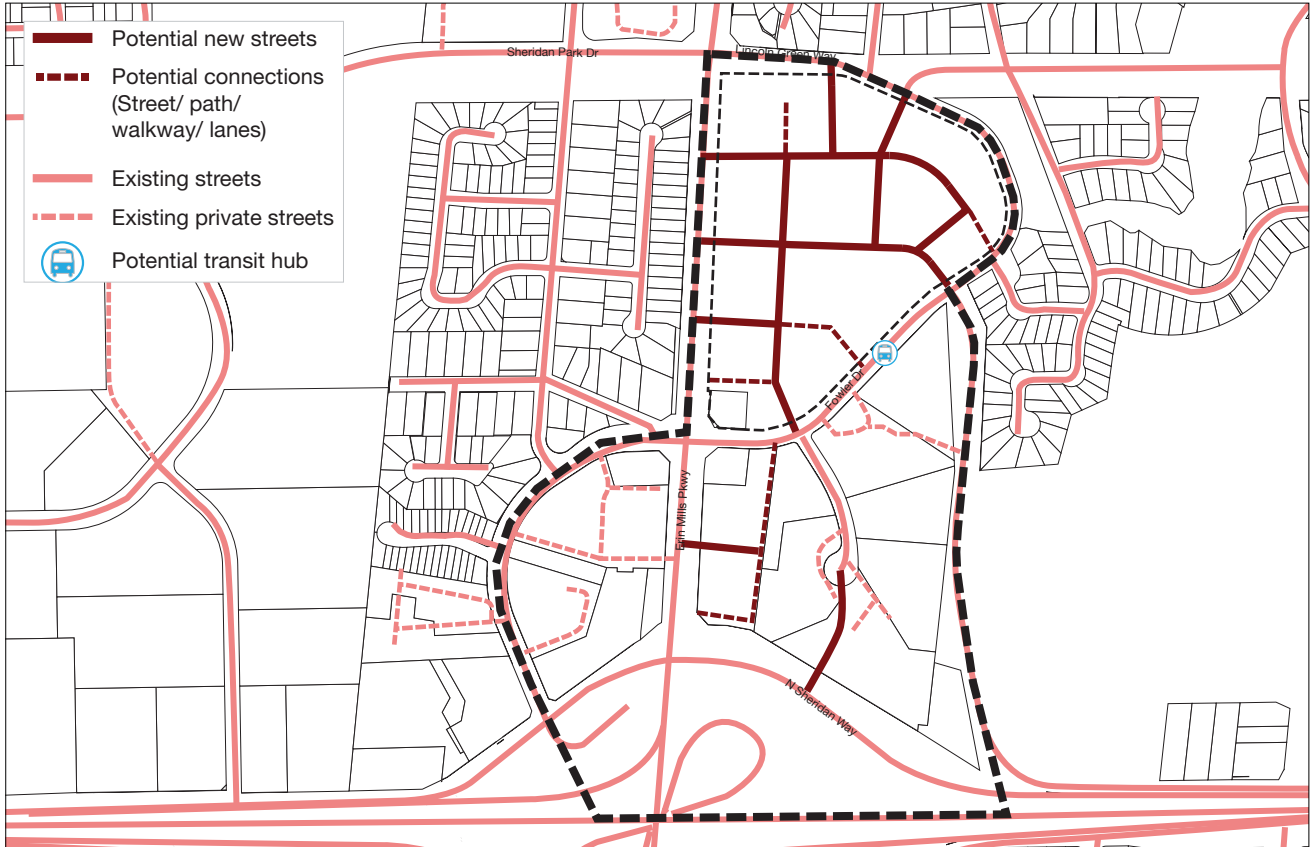 Potential new streets
Potential connections
(Street/ path/
walkway/ lanes)
Existing streets
Existing private streets
Potential transit hub
Sheridan Park Dr
Lincoln Green Way
Fowler Dr
Erin Mills Pkwy
N Sheridan Way